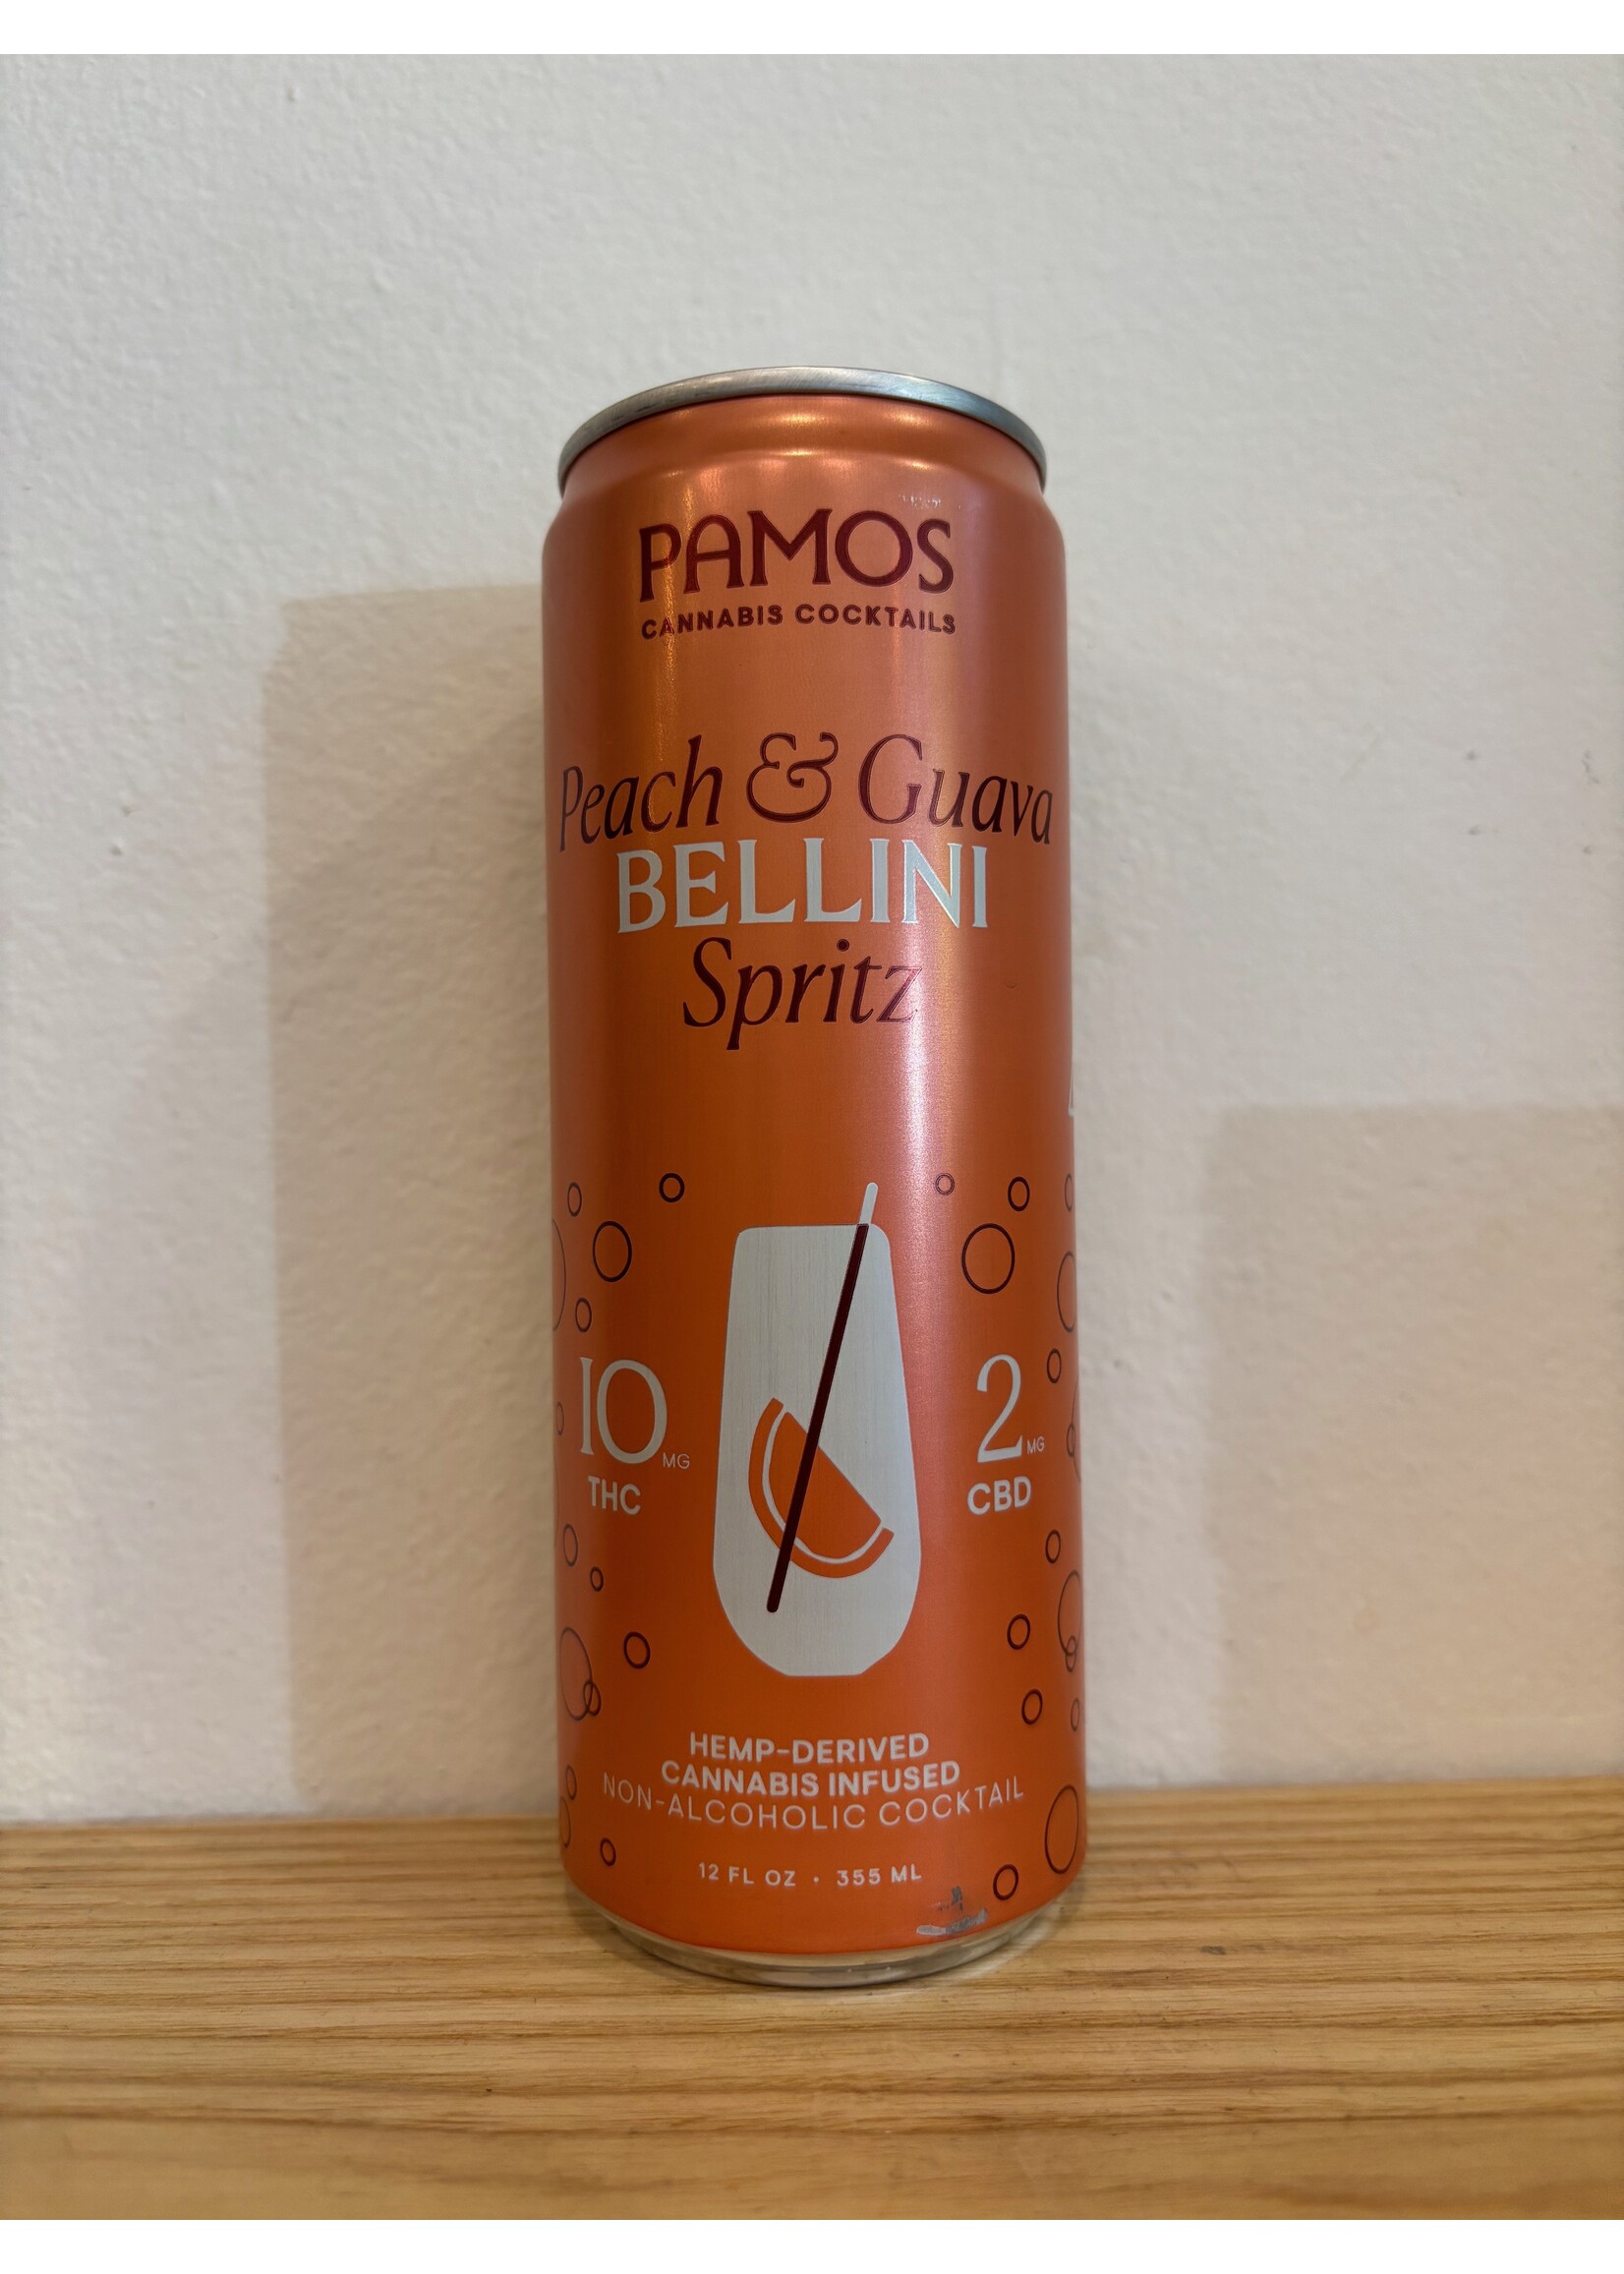 PAMOS
CANNABIS COCKTAILS
Peach & Guava
BELLINI
Spritz
10 MG
THC
2 MG
CBD
HEMP-DERIVED
CANNABIS INFUSED
NON-ALCOHOLIC COCKTAIL
12 FL OZ · 355 ML